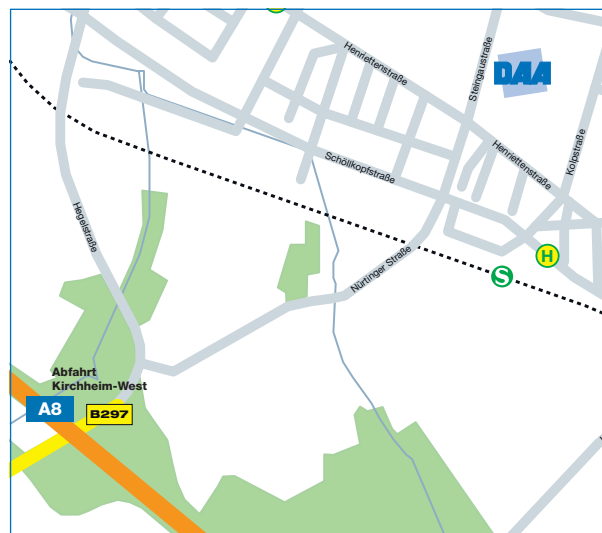 Henriettenstraße
Steingaustraße
DAA
Kolpstraße
Henriettenstraße
Schöllkopfstraße
Hegelstraße
Nürtinger Straße
H
S
Abfahrt
Kirchheim-West
A8
B297